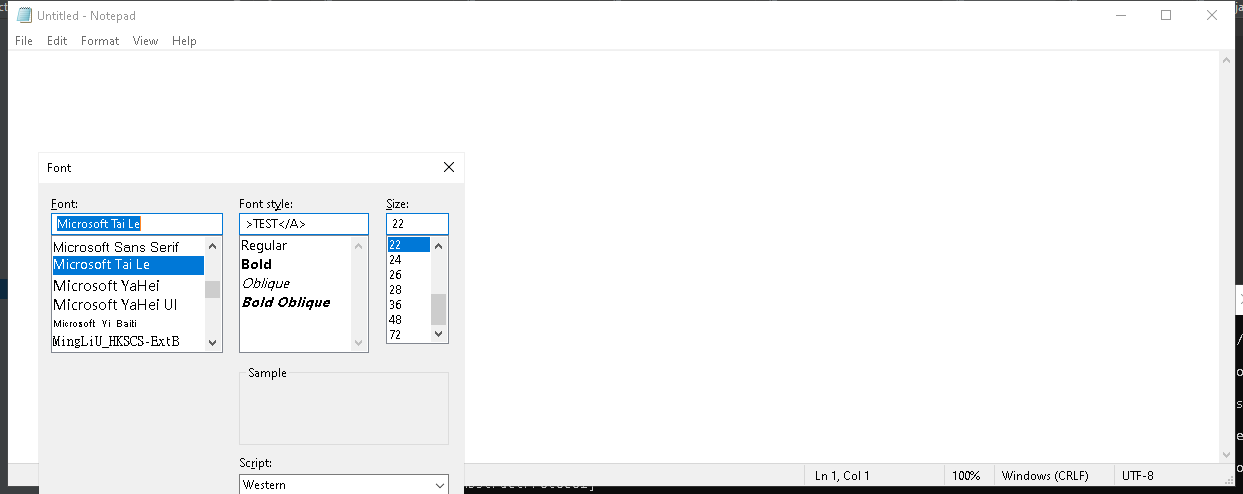 Untitled - Notepad
File Edit Format View Help
Font
Font: Font style: Size:
Microsoft Tai Le >TEST</A> 22
Microsoft Sans Serif
Microsoft Tai Le
Microsoft YaHei
Microsoft YaHei UI
Microsoft Yi Baiti
MingLiU_HKSCS-ExtB
Regular
Bold
Oblique
Bold Oblique
22
24
26
28
36
48
72
Sample
Script:
Western
Ln 1, Col 1 100% Windows (CRLF) UTF-8